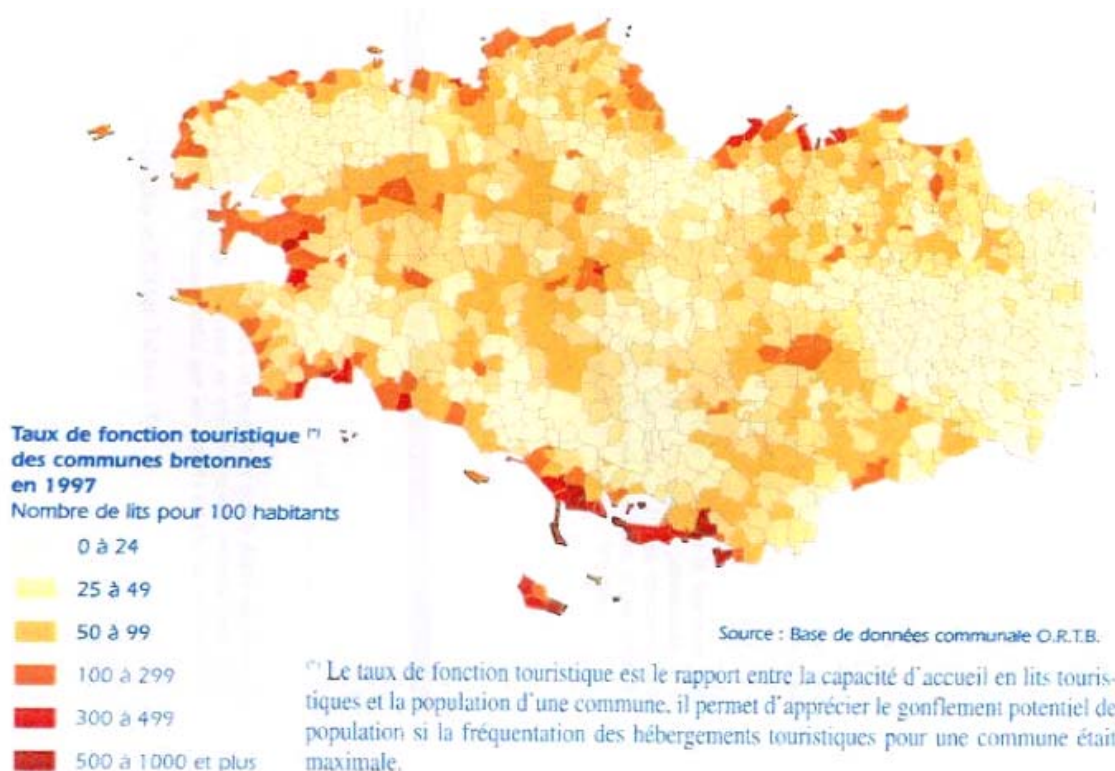 Taux de fonction touristique (*)
des communes bretonnes
en 1997
Nombre de lits pour 100 habitants
0 à 24
25 à 49
50 à 99
100 à 299
300 à 499
500 à 1000 et plus
Source : Base de données communale O.R.T.B.
(*) Le taux de fonction touristique est le rapport entre la capacité d'accueil en lits touris-
tiques et la population d'une commune, il permet d'apprécier le gonflement potentiel de
population si la fréquentation des hébergements touristiques pour une commune était
maximale.